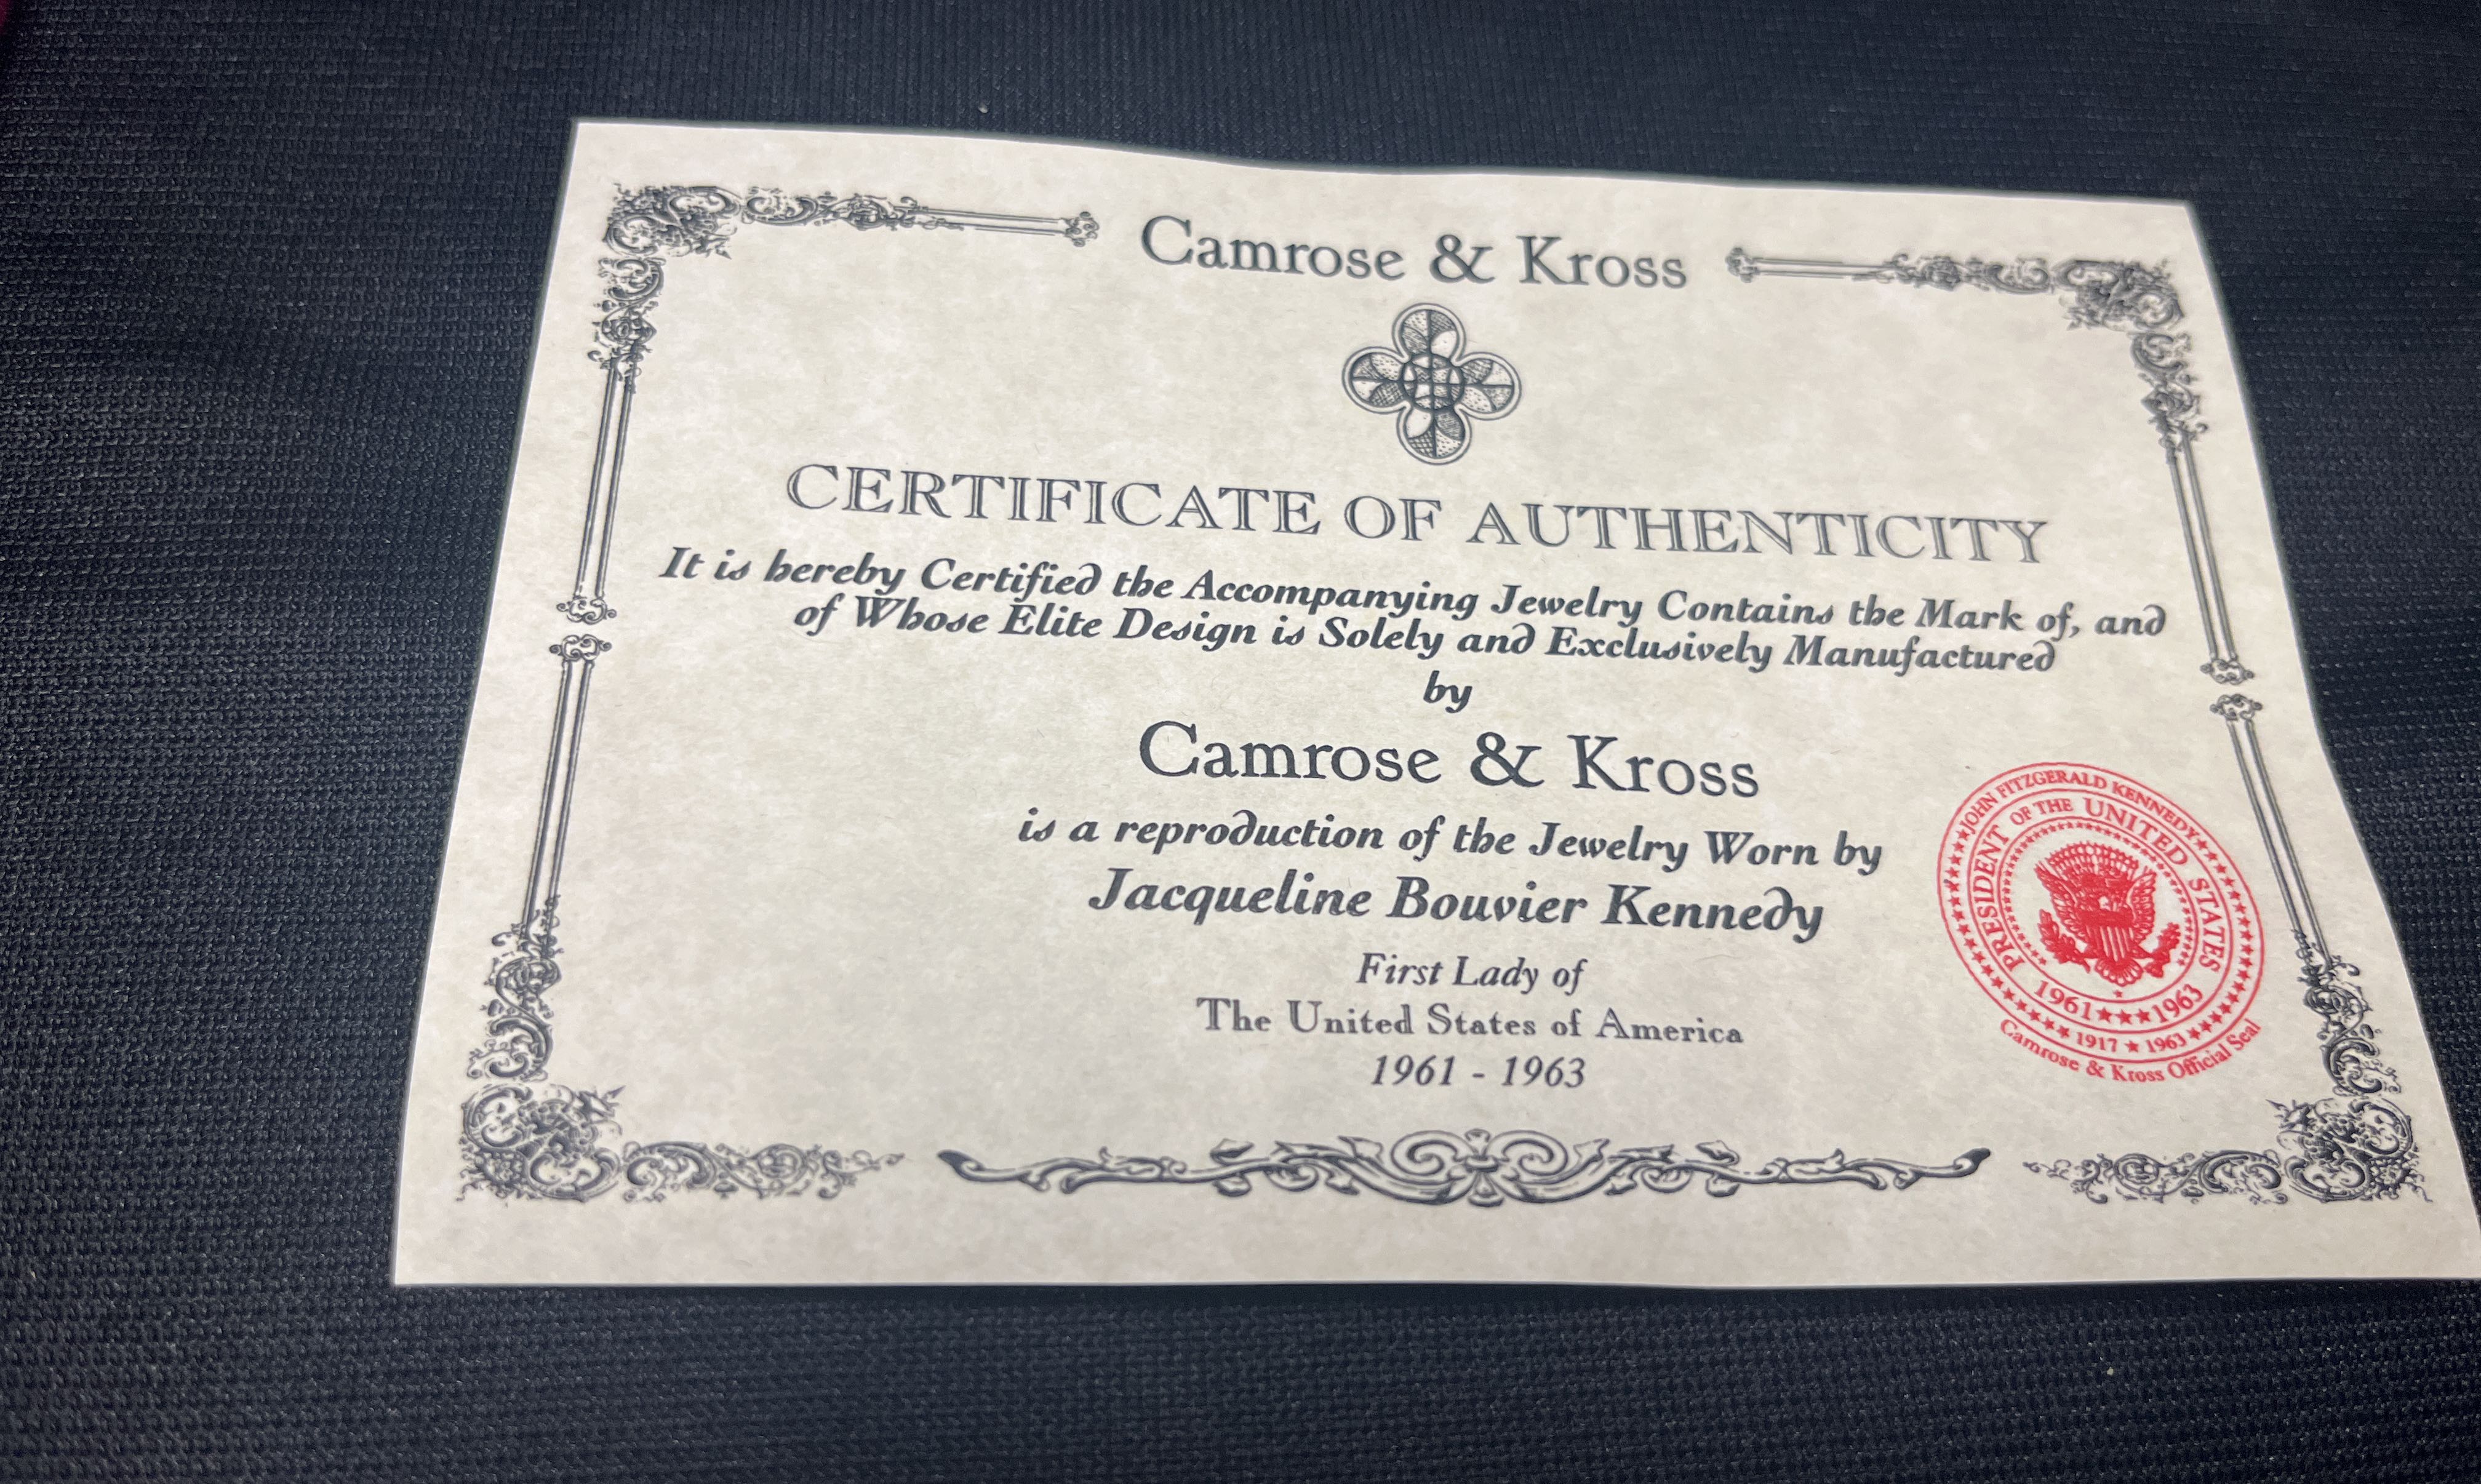 Camrose & Kross
CERTIFICATE OF AUTHENTICITY
It is hereby Certified the Accompanying Jewelry Contains the Mark of, and
of Whose Elite Design is Solely and Exclusively Manufactured
by
Camrose & Kross
is a reproduction of the Jewelry Worn by
Jacqueline Bouvier Kennedy
First Lady of
The United States of America
1961 - 1963
JOHN FITZGERALD KENNEDY
PRESIDENT OF THE UNITED STATES
1961★★★1963
1917 ★ 1963
Camrose & Kross Official Seal